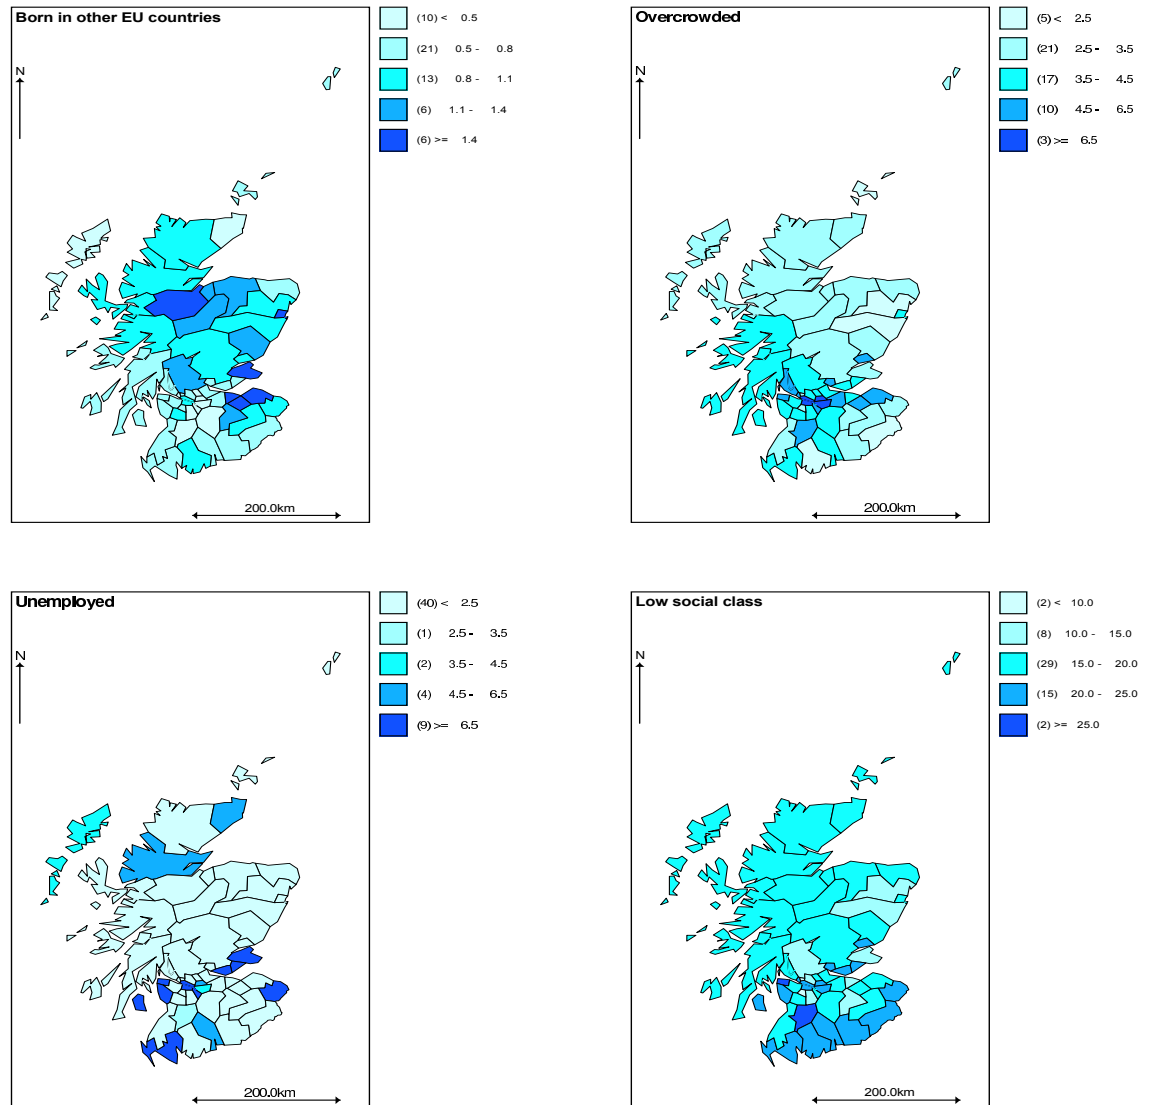 Born in other EU countries
(10) < 0.5
(21) 0.5 - 0.8
(13) 0.8 - 1.1
(6) 1.1 - 1.4
(6) >= 1.4
N
200.0km
Overcrowded
(5) < 2.5
(21) 2.5 - 3.5
(17) 3.5 - 4.5
(10) 4.5 - 6.5
(3) >= 6.5
N
200.0km
Unemployed
(40) < 2.5
(1) 2.5 - 3.5
(2) 3.5 - 4.5
(4) 4.5 - 6.5
(9) >= 6.5
N
200.0km
Low social class
(2) < 10.0
(8) 10.0 - 15.0
(29) 15.0 - 20.0
(15) 20.0 - 25.0
(2) >= 25.0
N
200.0km